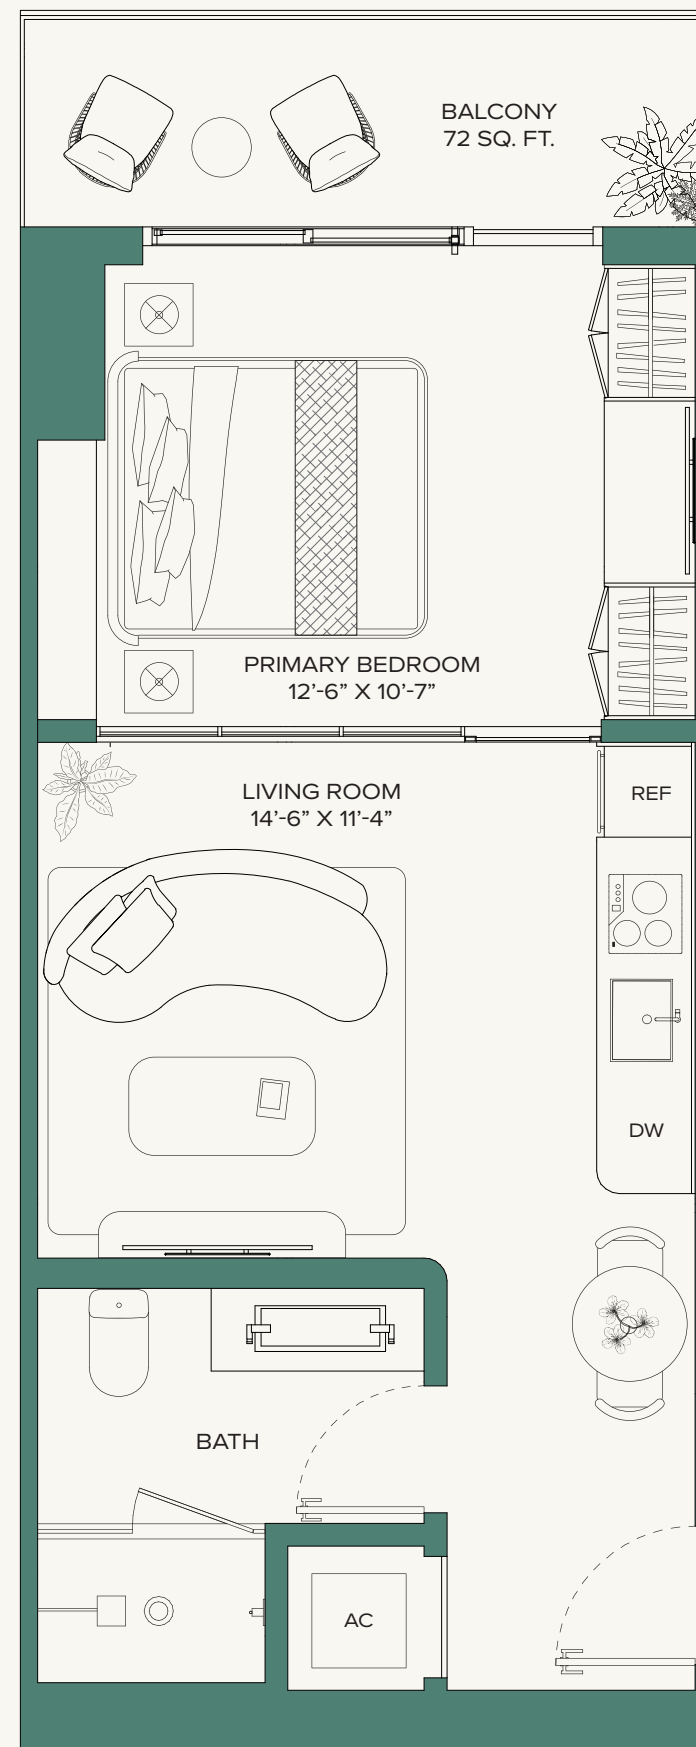 BALCONY
72 SQ. FT.
PRIMARY BEDROOM
12’-6” X 10’-7”
LIVING ROOM
14’-6” X 11’-4”
REF
DW
BATH
AC